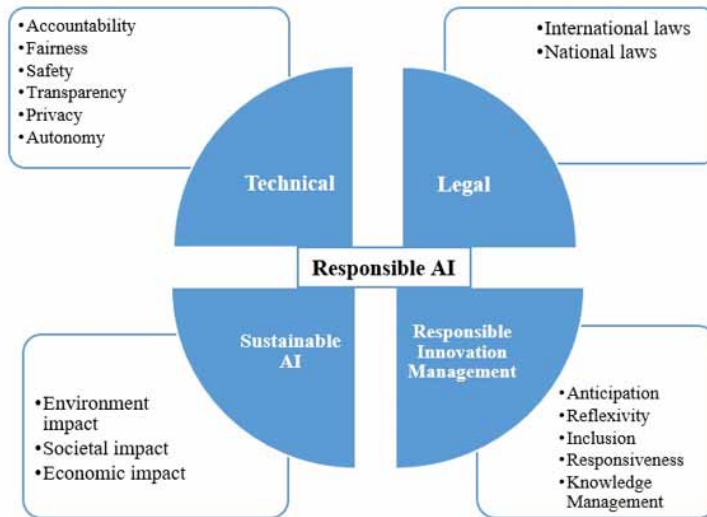 •Accountability
•Fairness
•Safety
•Transparency
•Privacy
•Autonomy
•International laws
•National laws
Technical
Legal
Responsible AI
Sustainable
AI
Responsible
Innovation
Management
•Environment
impact
•Societal impact
•Economic impact
•Anticipation
•Reflexivity
•Inclusion
•Responsiveness
•Knowledge
Management